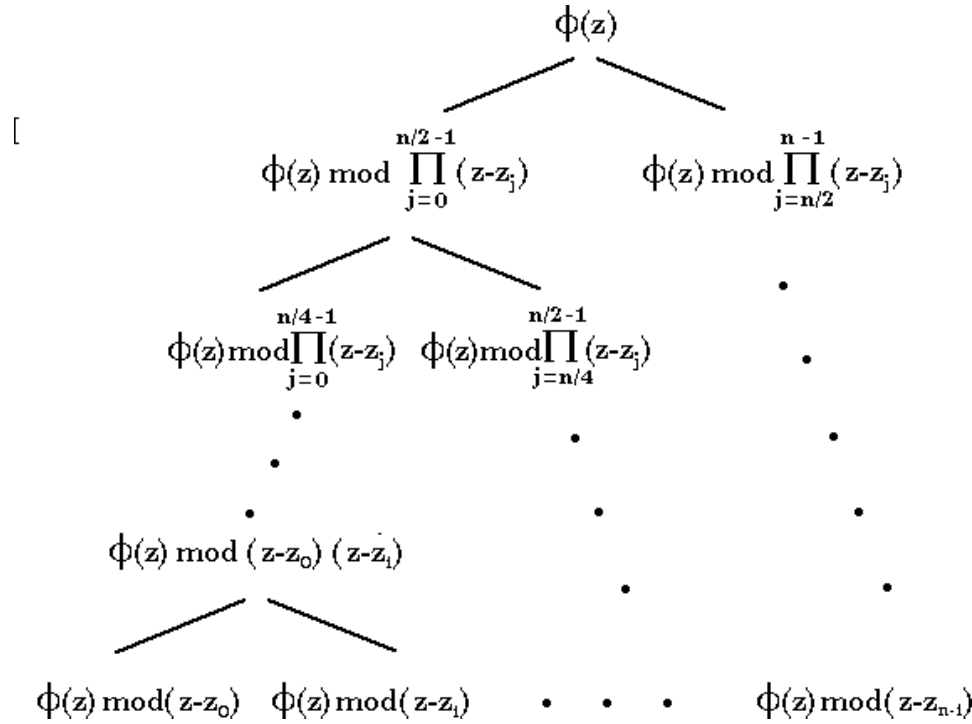 ϕ(z)
[
ϕ(z) mod ∏_{j=0}^{n/2-1} (z-z_j) ϕ(z) mod ∏_{j=n/2}^{n-1} (z-z_j)
ϕ(z) mod ∏_{j=0}^{n/4-1} (z-z_j) ϕ(z) mod ∏_{j=n/4}^{n/2-1} (z-z_j)
ϕ(z) mod (z-z_0) (z-z_1)
ϕ(z) mod (z-z_0) ϕ(z) mod (z-z_1) • • • ϕ(z) mod (z-z_{n-1})